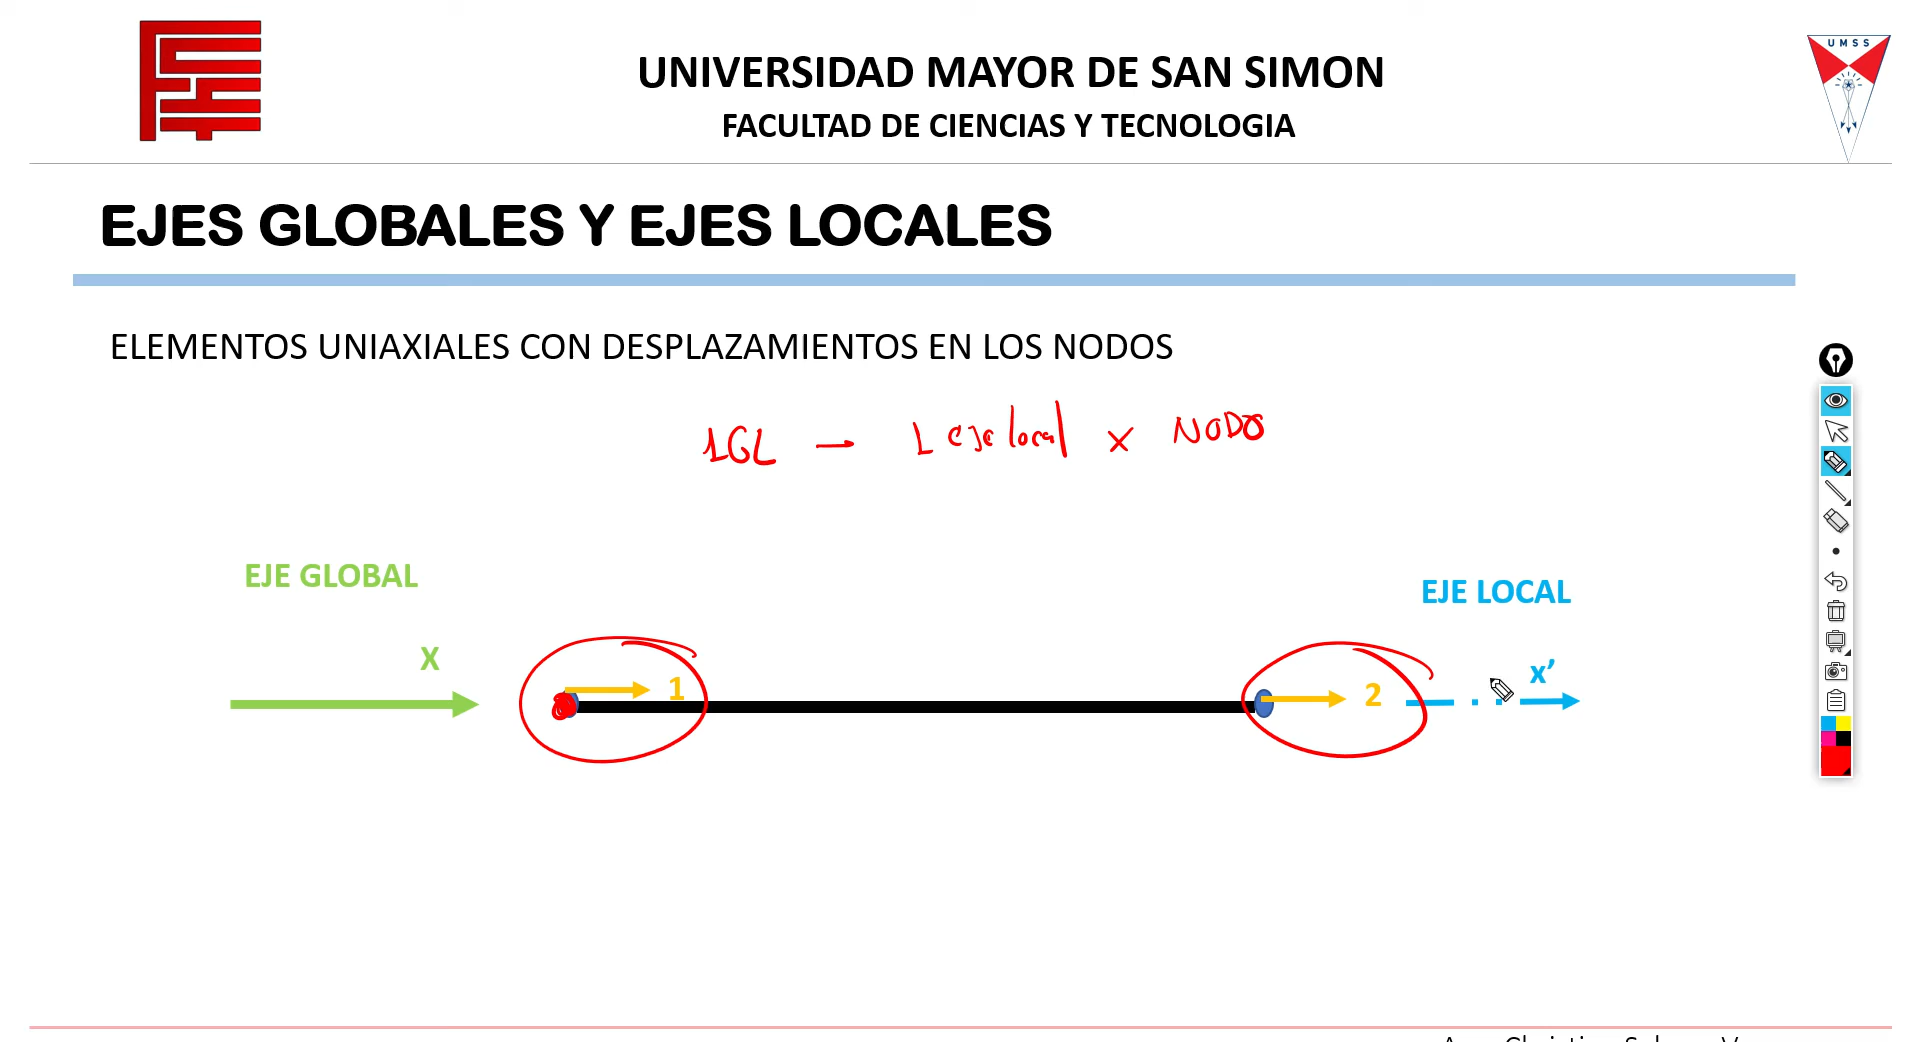 UMSS
UNIVERSIDAD MAYOR DE SAN SIMON
FACULTAD DE CIENCIAS Y TECNOLOGIA
EJES GLOBALES Y EJES LOCALES
ELEMENTOS UNIAXIALES CON DESPLAZAMIENTOS EN LOS NODOS
1GL — 1 eje local x NODO
EJE GLOBAL
EJE LOCAL
X
1
2
x’